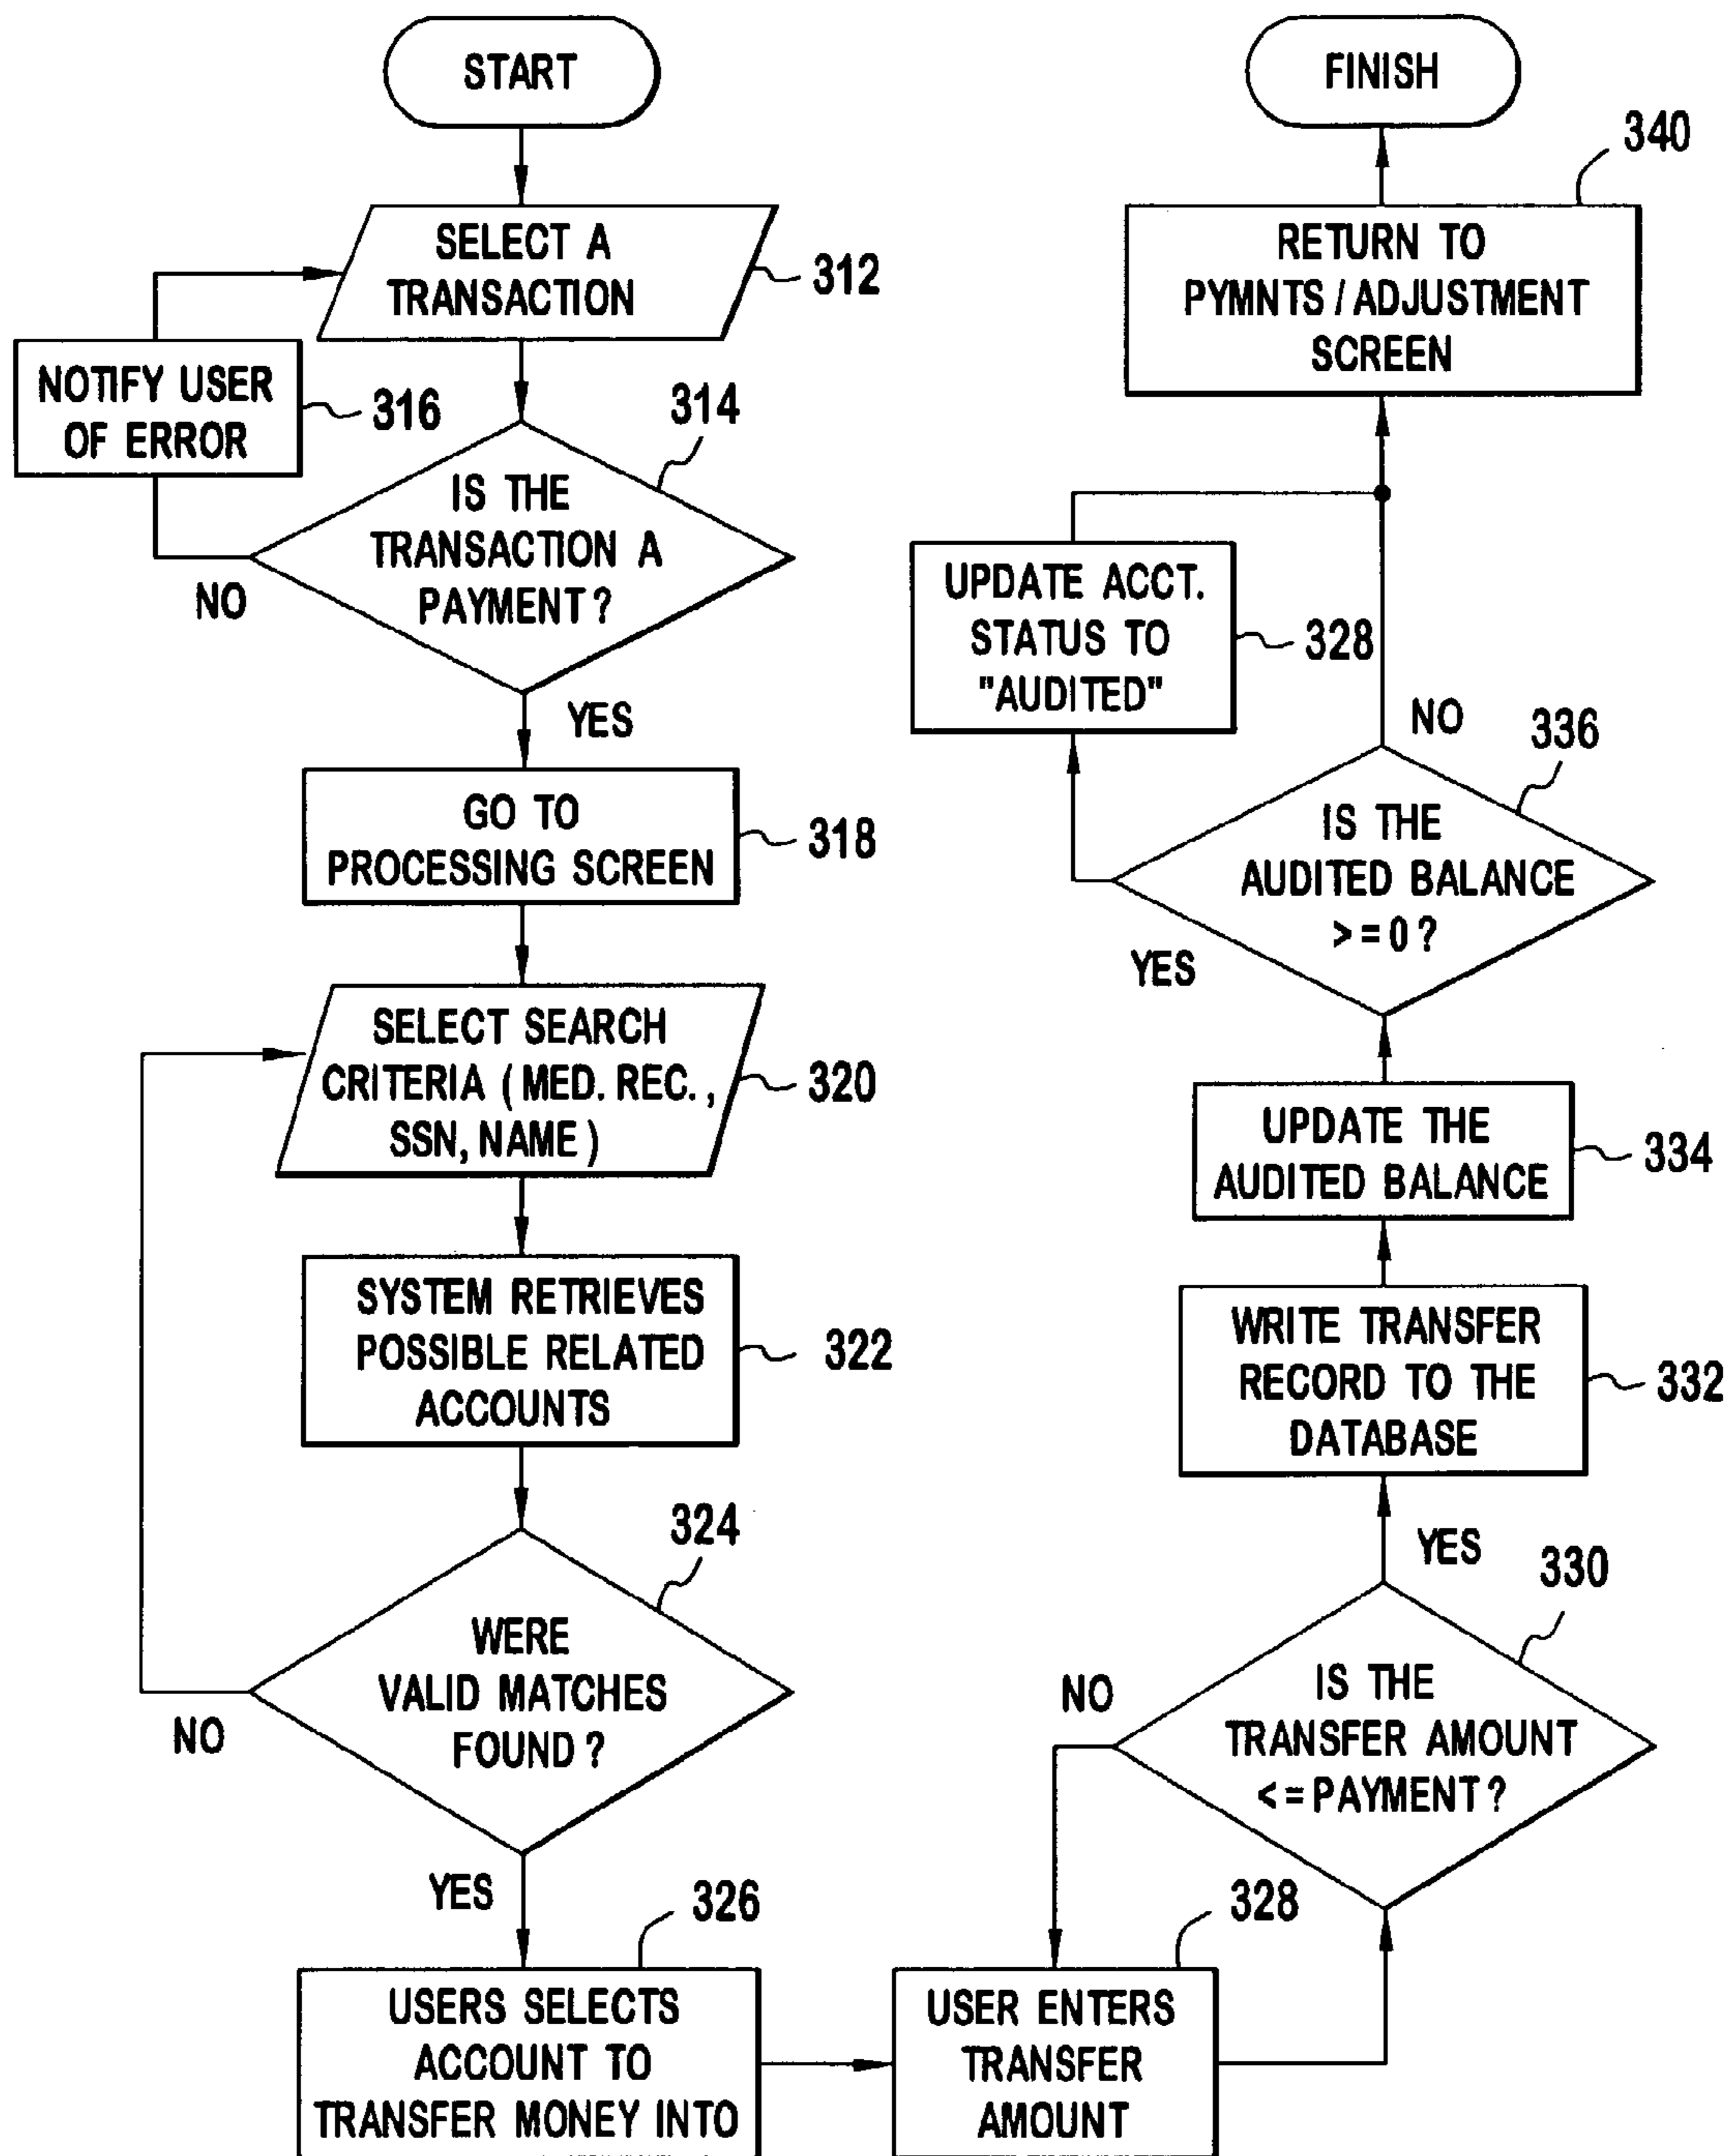 START
SELECT A
TRANSACTION
312
NOTIFY USER
OF ERROR
316
314
IS THE
TRANSACTION A
PAYMENT?
NO
YES
GO TO
PROCESSING SCREEN
318
SELECT SEARCH
CRITERIA (MED. REC.,
SSN, NAME)
320
SYSTEM RETRIEVES
POSSIBLE RELATED
ACCOUNTS
322
324
WERE
VALID MATCHES
FOUND?
NO
YES
326
USERS SELECTS
ACCOUNT TO
TRANSFER MONEY INTO
328
USER ENTERS
TRANSFER
AMOUNT
330
IS THE
TRANSFER AMOUNT
<=PAYMENT?
NO
YES
WRITE TRANSFER
RECORD TO THE
DATABASE
332
UPDATE THE
AUDITED BALANCE
334
336
IS THE
AUDITED BALANCE
>=0?
YES
NO
UPDATE ACCT.
STATUS TO
"AUDITED"
328
340
RETURN TO
PYMNTS/ADJUSTMENT
SCREEN
FINISH